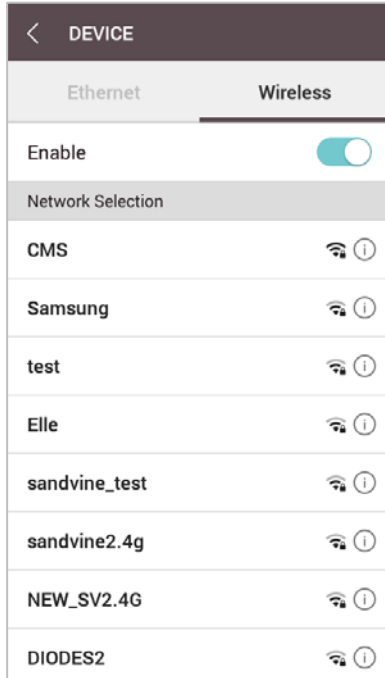 DEVICE
Ethernet Wireless
Enable
Network Selection
CMS
Samsung
test
Elle
sandvine_test
sandvine2.4g
NEW_SV2.4G
DIODES2